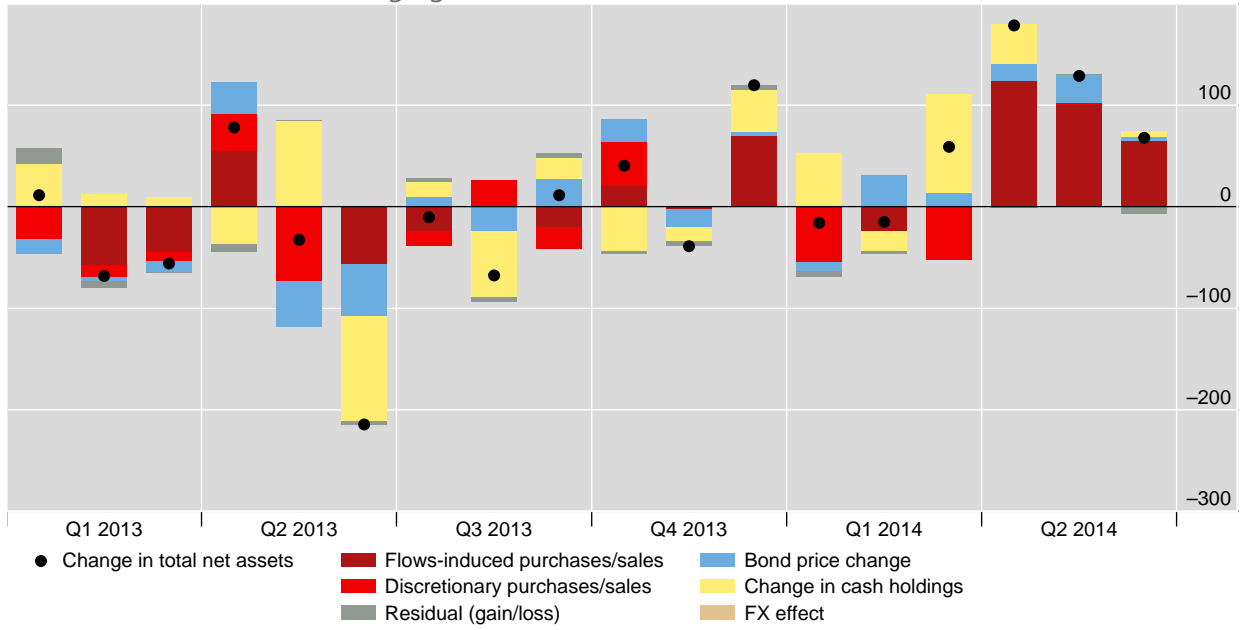 100
0
–100
–200
–300
Q1 2013 Q2 2013 Q3 2013 Q4 2013 Q1 2014 Q2 2014
Change in total net assets Flows-induced purchases/sales Bond price change
Discretionary purchases/sales Change in cash holdings
Residual (gain/loss) FX effect